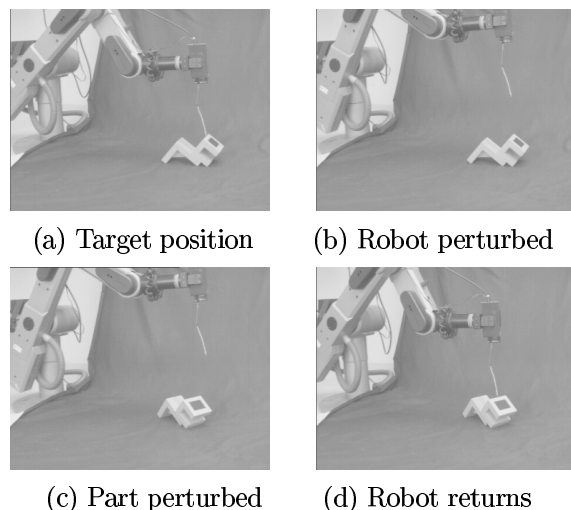 (a) Target position
(b) Robot perturbed
(c) Part perturbed
(d) Robot returns